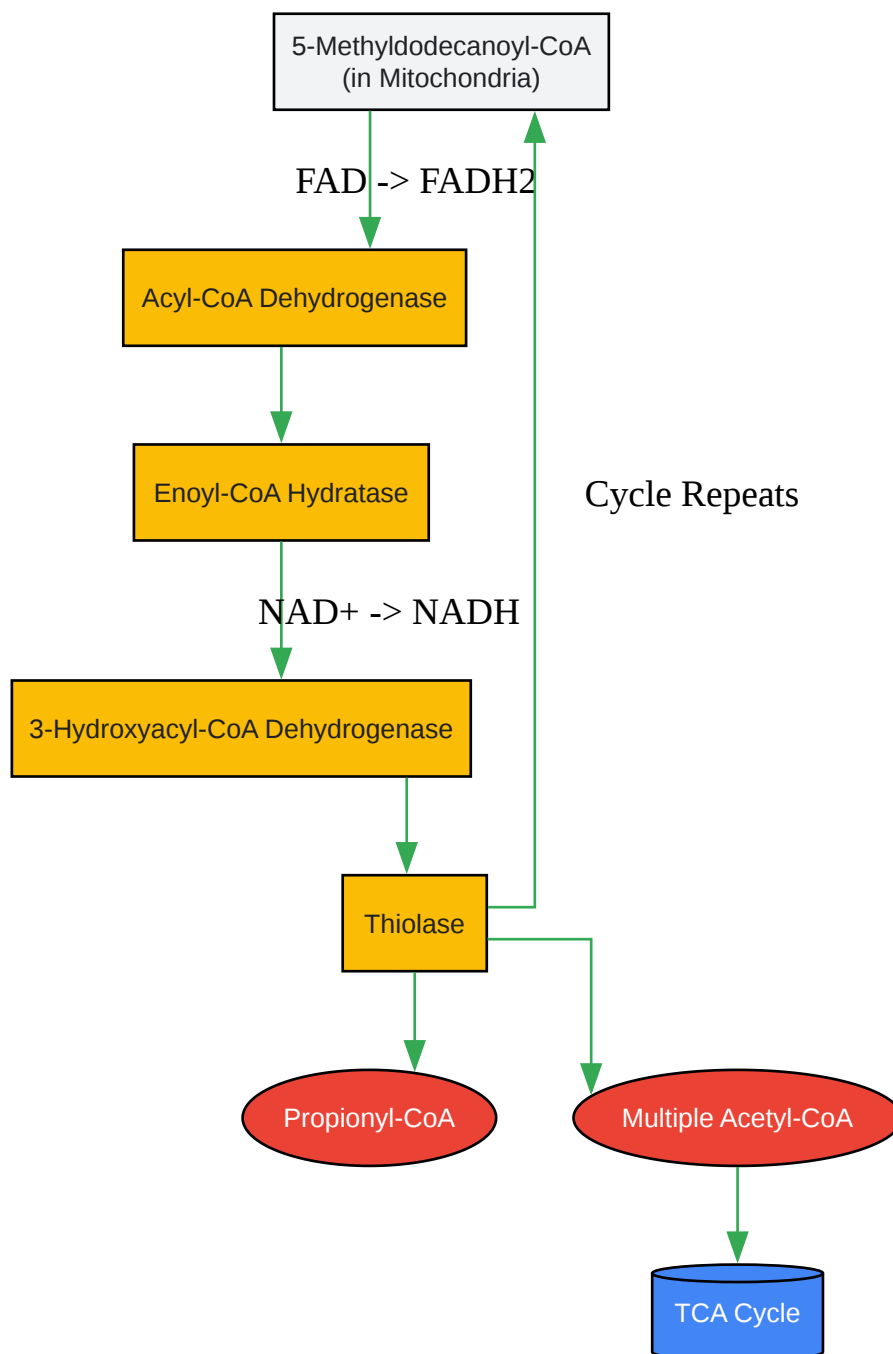 5-Methyldodecanoyl-CoA
(in Mitochondria)
FAD -> FADH2
Acyl-CoA Dehydrogenase
Enoyl-CoA Hydratase
Cycle Repeats
NAD+ -> NADH
3-Hydroxyacyl-CoA Dehydrogenase
Thiolase
Propionyl-CoA
Multiple Acetyl-CoA
TCA Cycle